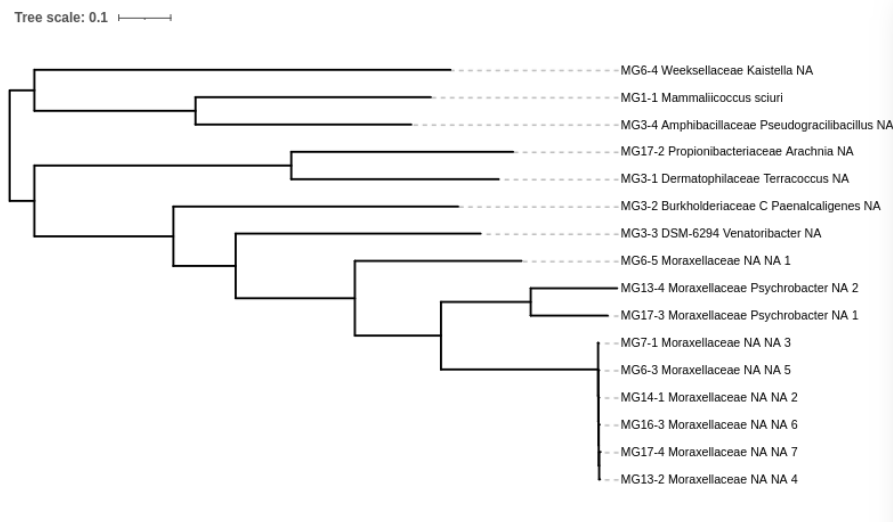 Tree scale: 0.1
MG6-4 Weeksellaceae Kaistella NA
MG1-1 Mammaliicoccus sciuri
MG3-4 Amphibacillaceae Pseudogracilibacillus NA
MG17-2 Propionibacteriaceae Arachnia NA
MG3-1 Dermatophilaceae Terracoccus NA
MG3-2 Burkholderiaceae C Paenalcaligenes NA
MG3-3 DSM-6294 Venatoribacter NA
MG6-5 Moraxellaceae NA NA 1
MG13-4 Moraxellaceae Psychrobacter NA 2
MG17-3 Moraxellaceae Psychrobacter NA 1
MG7-1 Moraxellaceae NA NA 3
MG6-3 Moraxellaceae NA NA 5
MG14-1 Moraxellaceae NA NA 2
MG16-3 Moraxellaceae NA NA 6
MG17-4 Moraxellaceae NA NA 7
MG13-2 Moraxellaceae NA NA 4